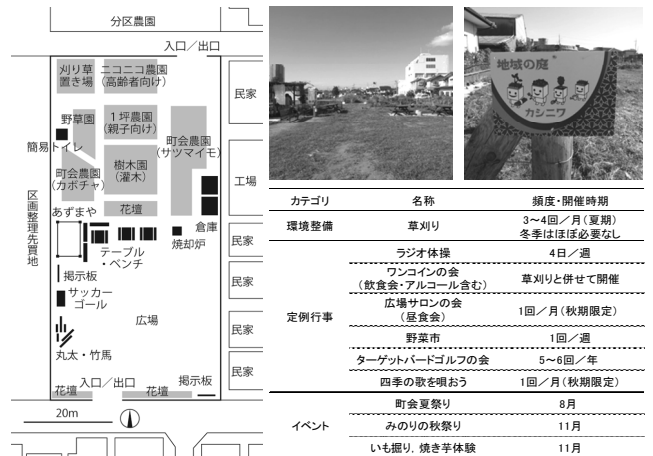 分区農園
入口／出口
刈り草
置き場
ニコニコ農園
(高齢者向け)
民家
野草園
１坪農園
(親子向け)
町会農園
(サツマイモ)
簡易トイレ
樹木園
(灌木)
町会農園
(カボチャ)
工場
区画整理先買地
あずまや
花壇
倉庫
焼却炉
民家
テーブル
・ベンチ
掲示板
民家
サッカー
ゴール
広場
民家
丸太・竹馬
民家
入口／出口
掲示板
花壇
花壇
20m
地域の庭
カシニワ
カテゴリ 名称 頻度・開催時期
環境整備 草刈り 3～4回／月(夏期)
冬季はほぼ必要なし
定例行事
ラジオ体操 4日／週
ワンコインの会
(飲食会・アルコール含む) 草刈りと併せて開催
広場サロンの会
(昼食会) 1回／月(秋期限定)
野菜市 1回／週
ターゲットバードゴルフの会 5～6回／年
四季の歌を唄おう 1回／月(秋期限定)
イベント
町会夏祭り 8月
みのりの秋祭り 11月
いも掘り，焼き芋体験 11月